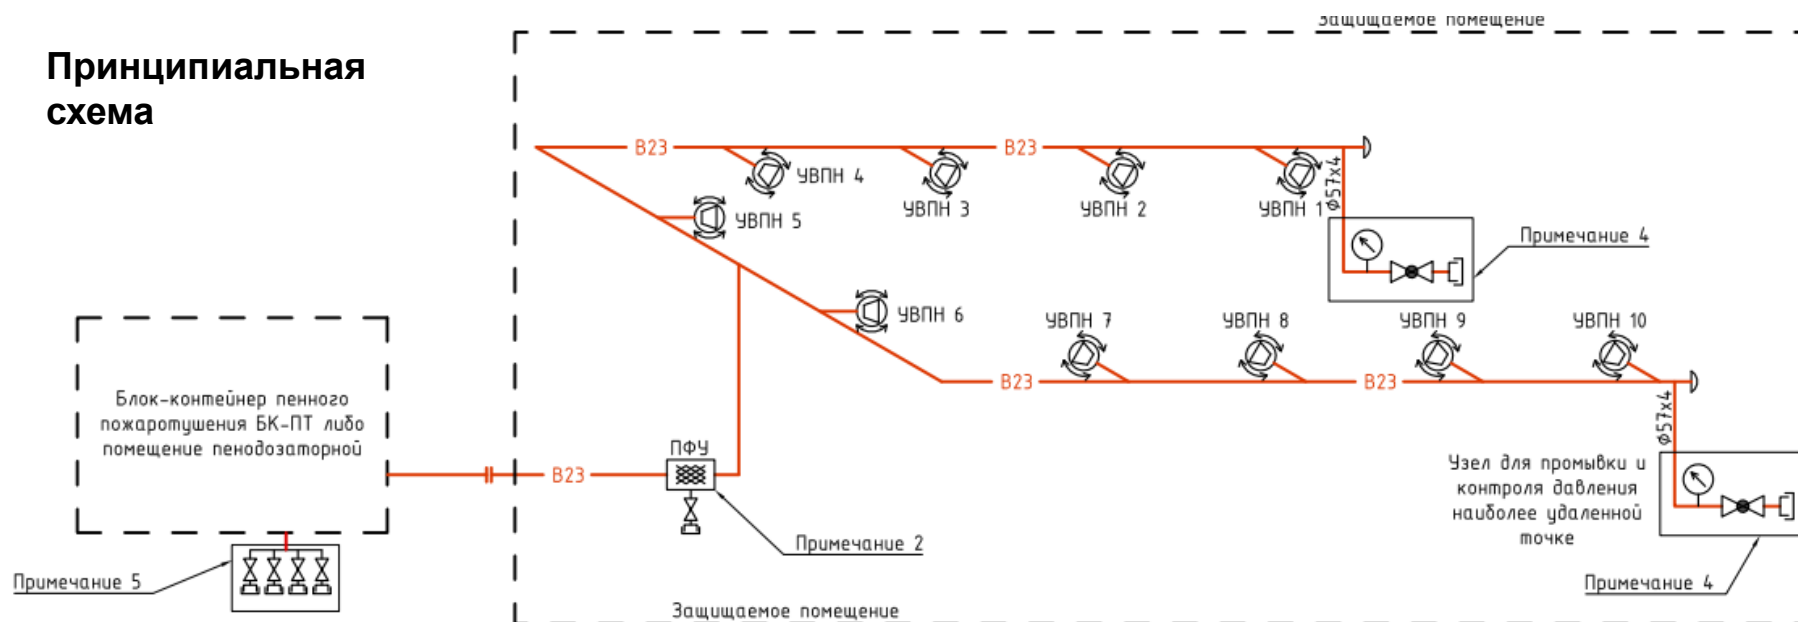 Защищаемое помещение
Принципиальная
схема
В23
В23
УВПН 4
УВПН 3
УВПН 2
УВПН 1
УВПН 5
⌀57х4
Примечание 4
УВПН 6
УВПН 7
УВПН 8
УВПН 9
УВПН 10
В23
В23
⌀57х4
Блок-контейнер пенного
пожаротушения БК-ПТ либо
помещение пенодозаторной
В23
ПФУ
Узел для промывки и
контроля давления
наиболее удаленной
точке
Примечание 2
Примечание 5
Примечание 4
Защищаемое помещение